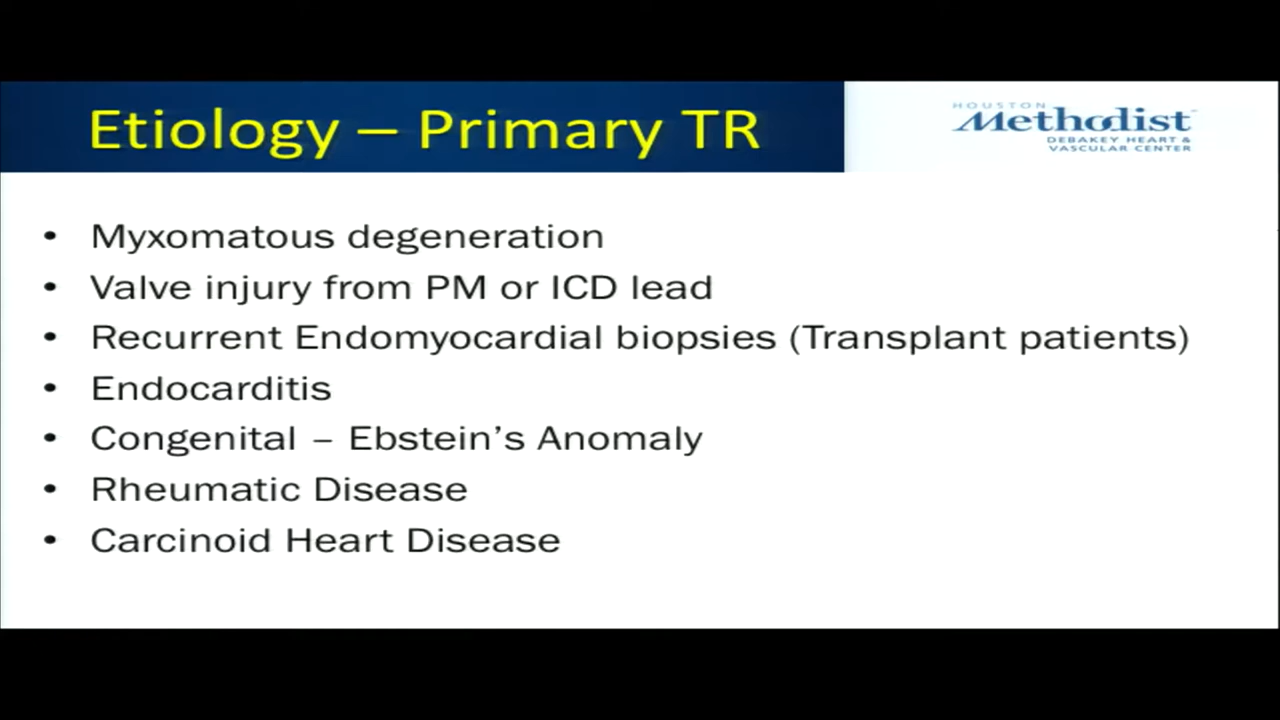 Etiology – Primary TR
HOUSTON
Methodist
DEBAKEY HEART &
VASCULAR CENTER
• Myxomatous degeneration
• Valve injury from PM or ICD lead
• Recurrent Endomyocardial biopsies (Transplant patients)
• Endocarditis
• Congenital – Ebstein’s Anomaly
• Rheumatic Disease
• Carcinoid Heart Disease